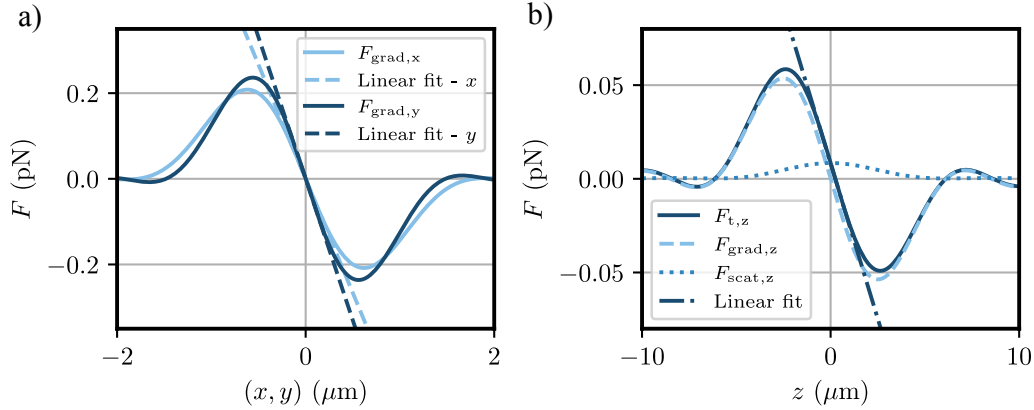 a)
F (pN)
0.2
0.0
−0.2
−2
0
2
(x, y) (μm)
F_grad,x
Linear fit - x
F_grad,y
Linear fit - y
b)
F (pN)
0.05
0.00
−0.05
−10
0
10
z (μm)
F_t,z
F_grad,z
F_scat,z
Linear fit